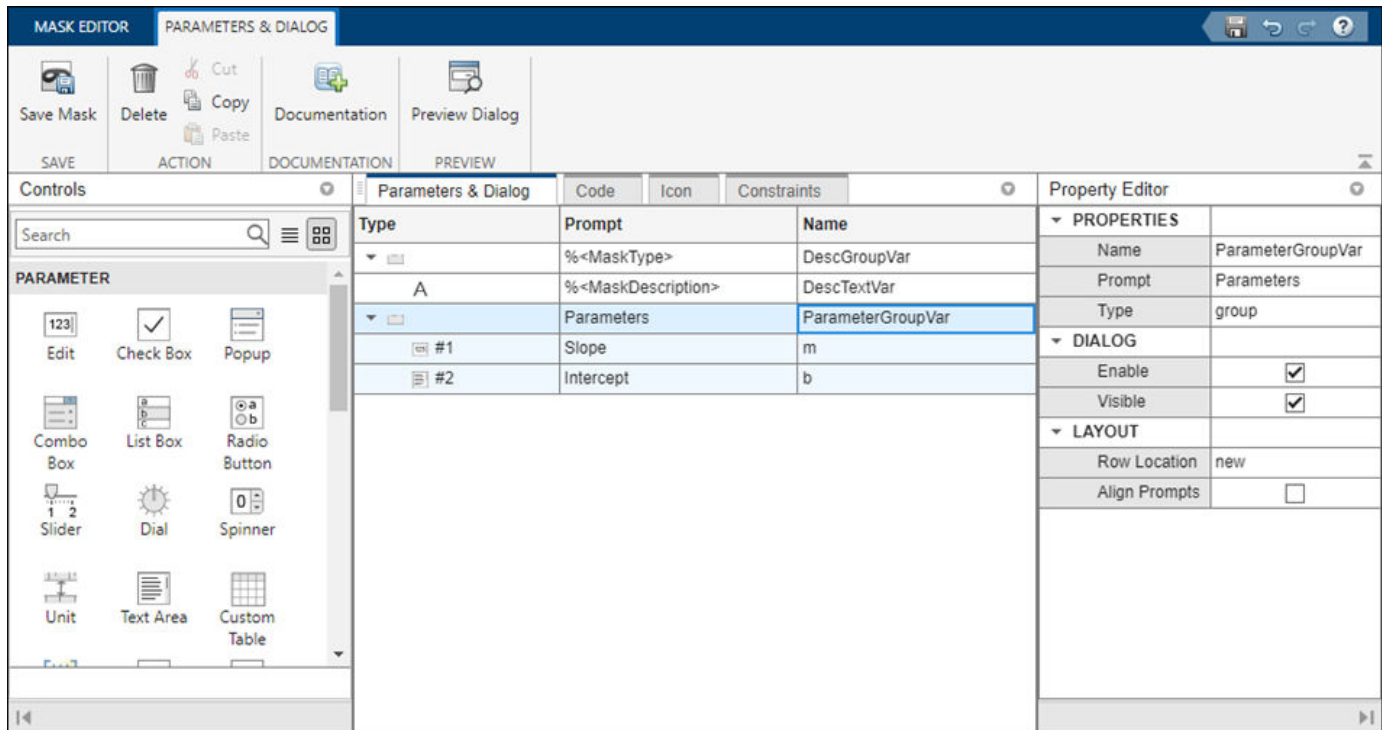 MASK EDITOR PARAMETERS & DIALOG
Save Mask Delete Cut Copy Paste Documentation Preview Dialog
SAVE ACTION DOCUMENTATION PREVIEW
Controls
Search
PARAMETER
123 Edit
Check Box
Popup
Combo Box
a b c List Box
a b Radio Button
1 2 Slider
Dial
0 Spinner
Unit
Text Area
Custom Table
Parameters & Dialog Code Icon Constraints
Type Prompt Name
%<MaskType> DescGroupVar
A %<MaskDescription> DescTextVar
Parameters ParameterGroupVar
#1 Slope m
#2 Intercept b
Property Editor
PROPERTIES
Name ParameterGroupVar
Prompt Parameters
Type group
DIALOG
Enable
Visible
LAYOUT
Row Location new
Align Prompts